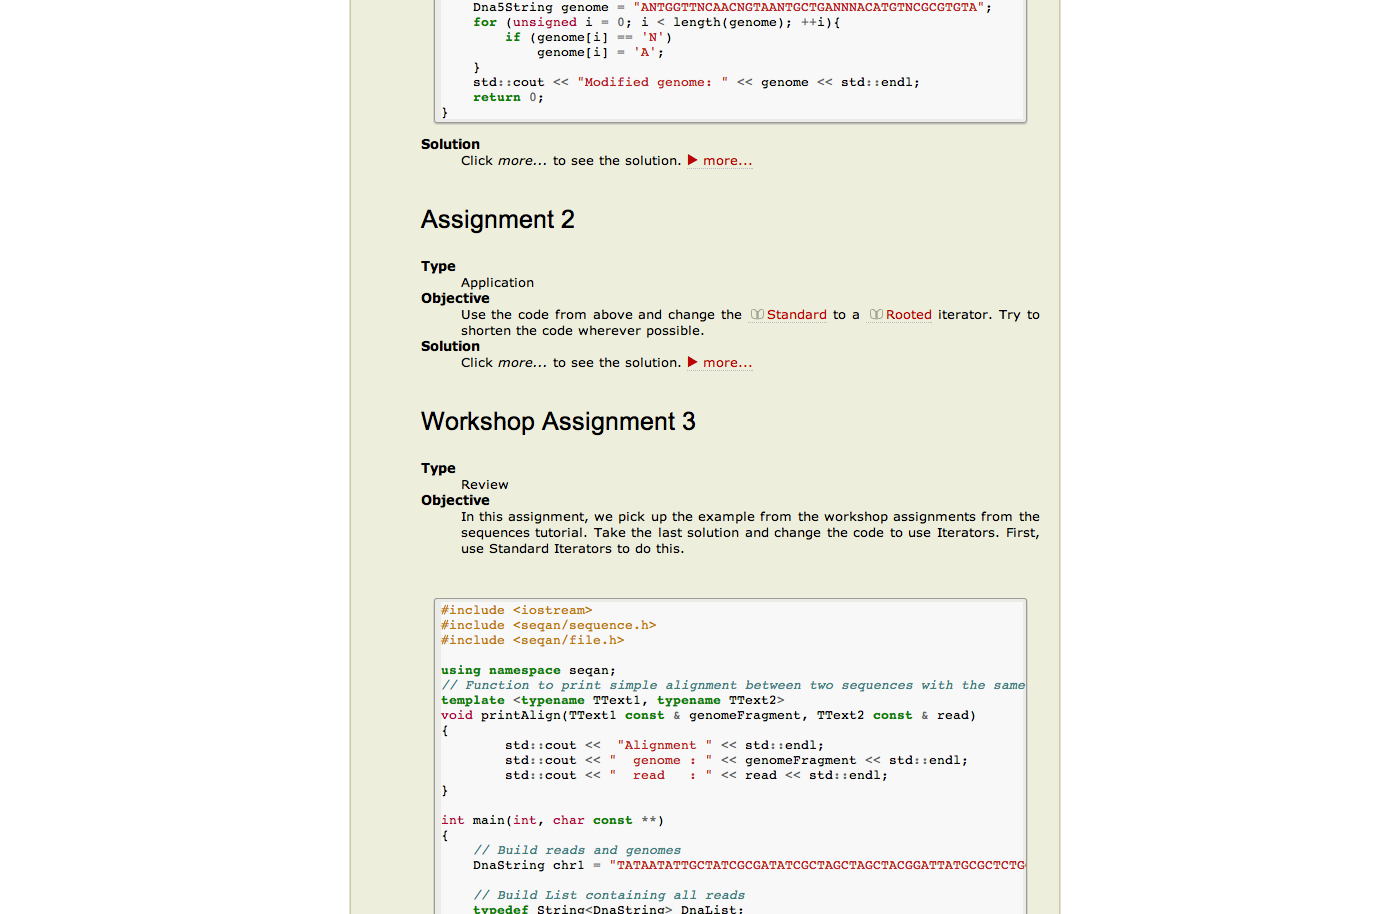 Dna5String genome = "ANTGGTTNCAACNGTAANTGCTGANNNACATGTNCGCGTGTA";
for (unsigned i = 0; i < length(genome); ++i){
if (genome[i] == 'N')
genome[i] = 'A';
}
std::cout << "Modified genome: " << genome << std::endl;
return 0;
}
Solution
Click more... to see the solution. ▶ more...
Assignment 2
Type
Application
Objective
Use the code from above and change the Standard to a Rooted iterator. Try to
shorten the code wherever possible.
Solution
Click more... to see the solution. ▶ more...
Workshop Assignment 3
Type
Review
Objective
In this assignment, we pick up the example from the workshop assignments from the
sequences tutorial. Take the last solution and change the code to use Iterators. First,
use Standard Iterators to do this.
#include <iostream>
#include <seqan/sequence.h>
#include <seqan/file.h>
using namespace seqan;
// Function to print simple alignment between two sequences with the same
template <typename TText1, typename TText2>
void printAlign(TText1 const & genomeFragment, TText2 const & read)
{
std::cout << "Alignment " << std::endl;
std::cout << " genome : " << genomeFragment << std::endl;
std::cout << " read : " << read << std::endl;
}
int main(int, char const **)
{
// Build reads and genomes
DnaString chr1 = "TATAATATTGCTATCGCGATATCGCTAGCTAGCTACGGATTATGCGCTCTG
// Build List containing all reads
typedef String<DnaString> DnaList;